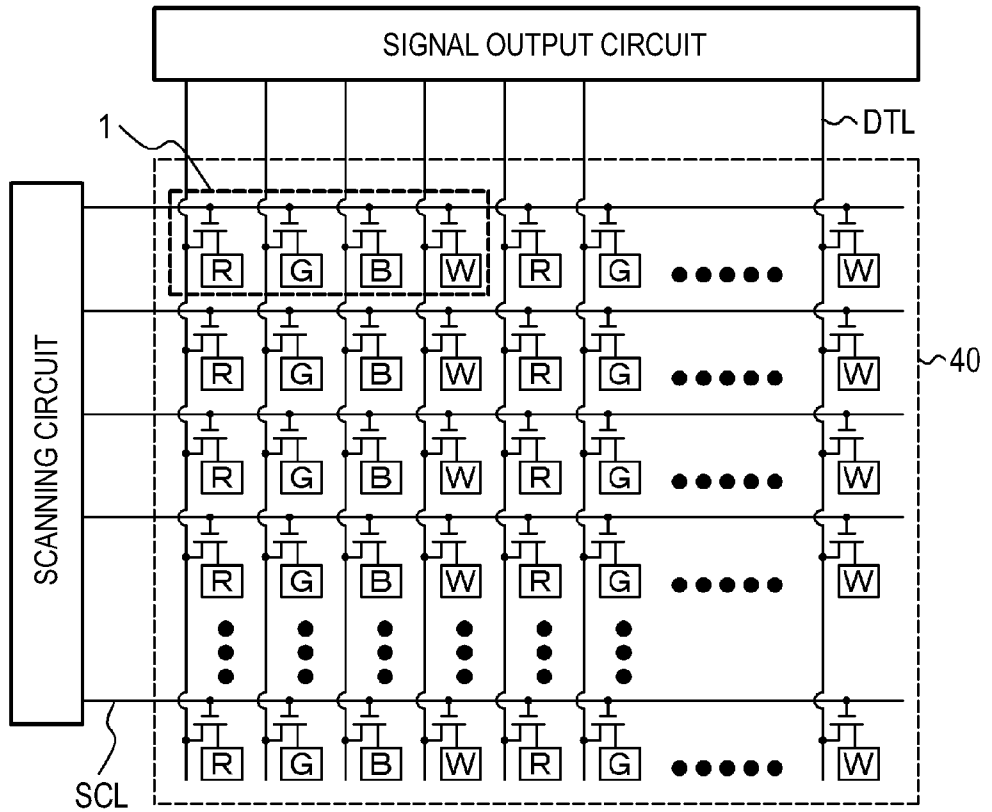 SIGNAL OUTPUT CIRCUIT
1
DTL
SCANNING CIRCUIT
R G B W R G ●●●●● W
R G B W R G ●●●●● W
40
R G B W R G ●●●●● W
R G B W R G ●●●●● W
R G B W R G ●●●●● W
SCL